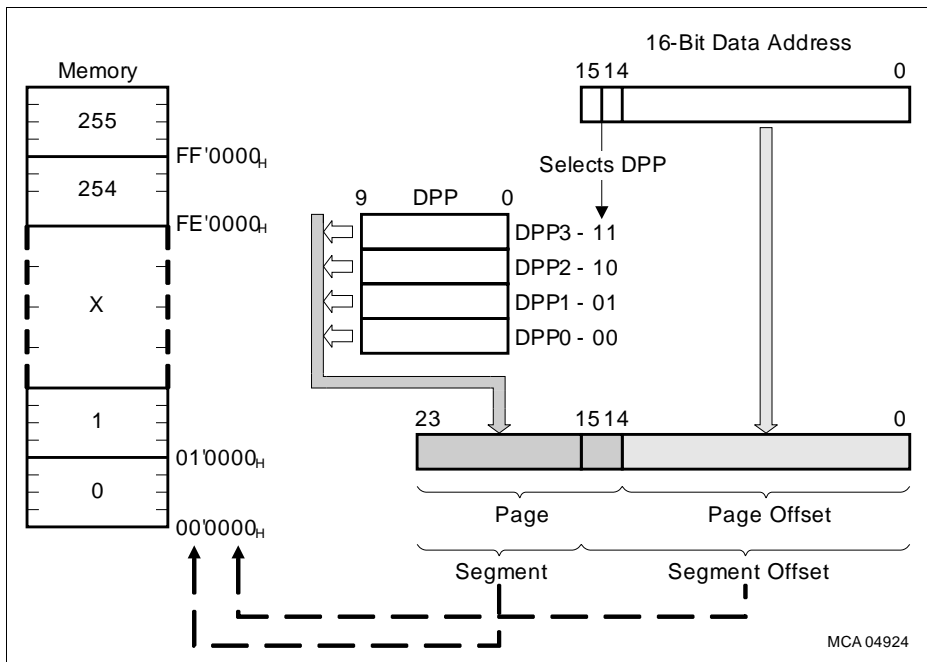 16-Bit Data Address
Memory
15 14 0
255
FF'0000H
Selects DPP
254
9 DPP 0
FE'0000H
DPP3 - 11
DPP2 - 10
X
DPP1 - 01
DPP0 - 00
1
23 15 14 0
01'0000H
0
00'0000H
Page Page Offset
Segment Segment Offset
MCA 04924